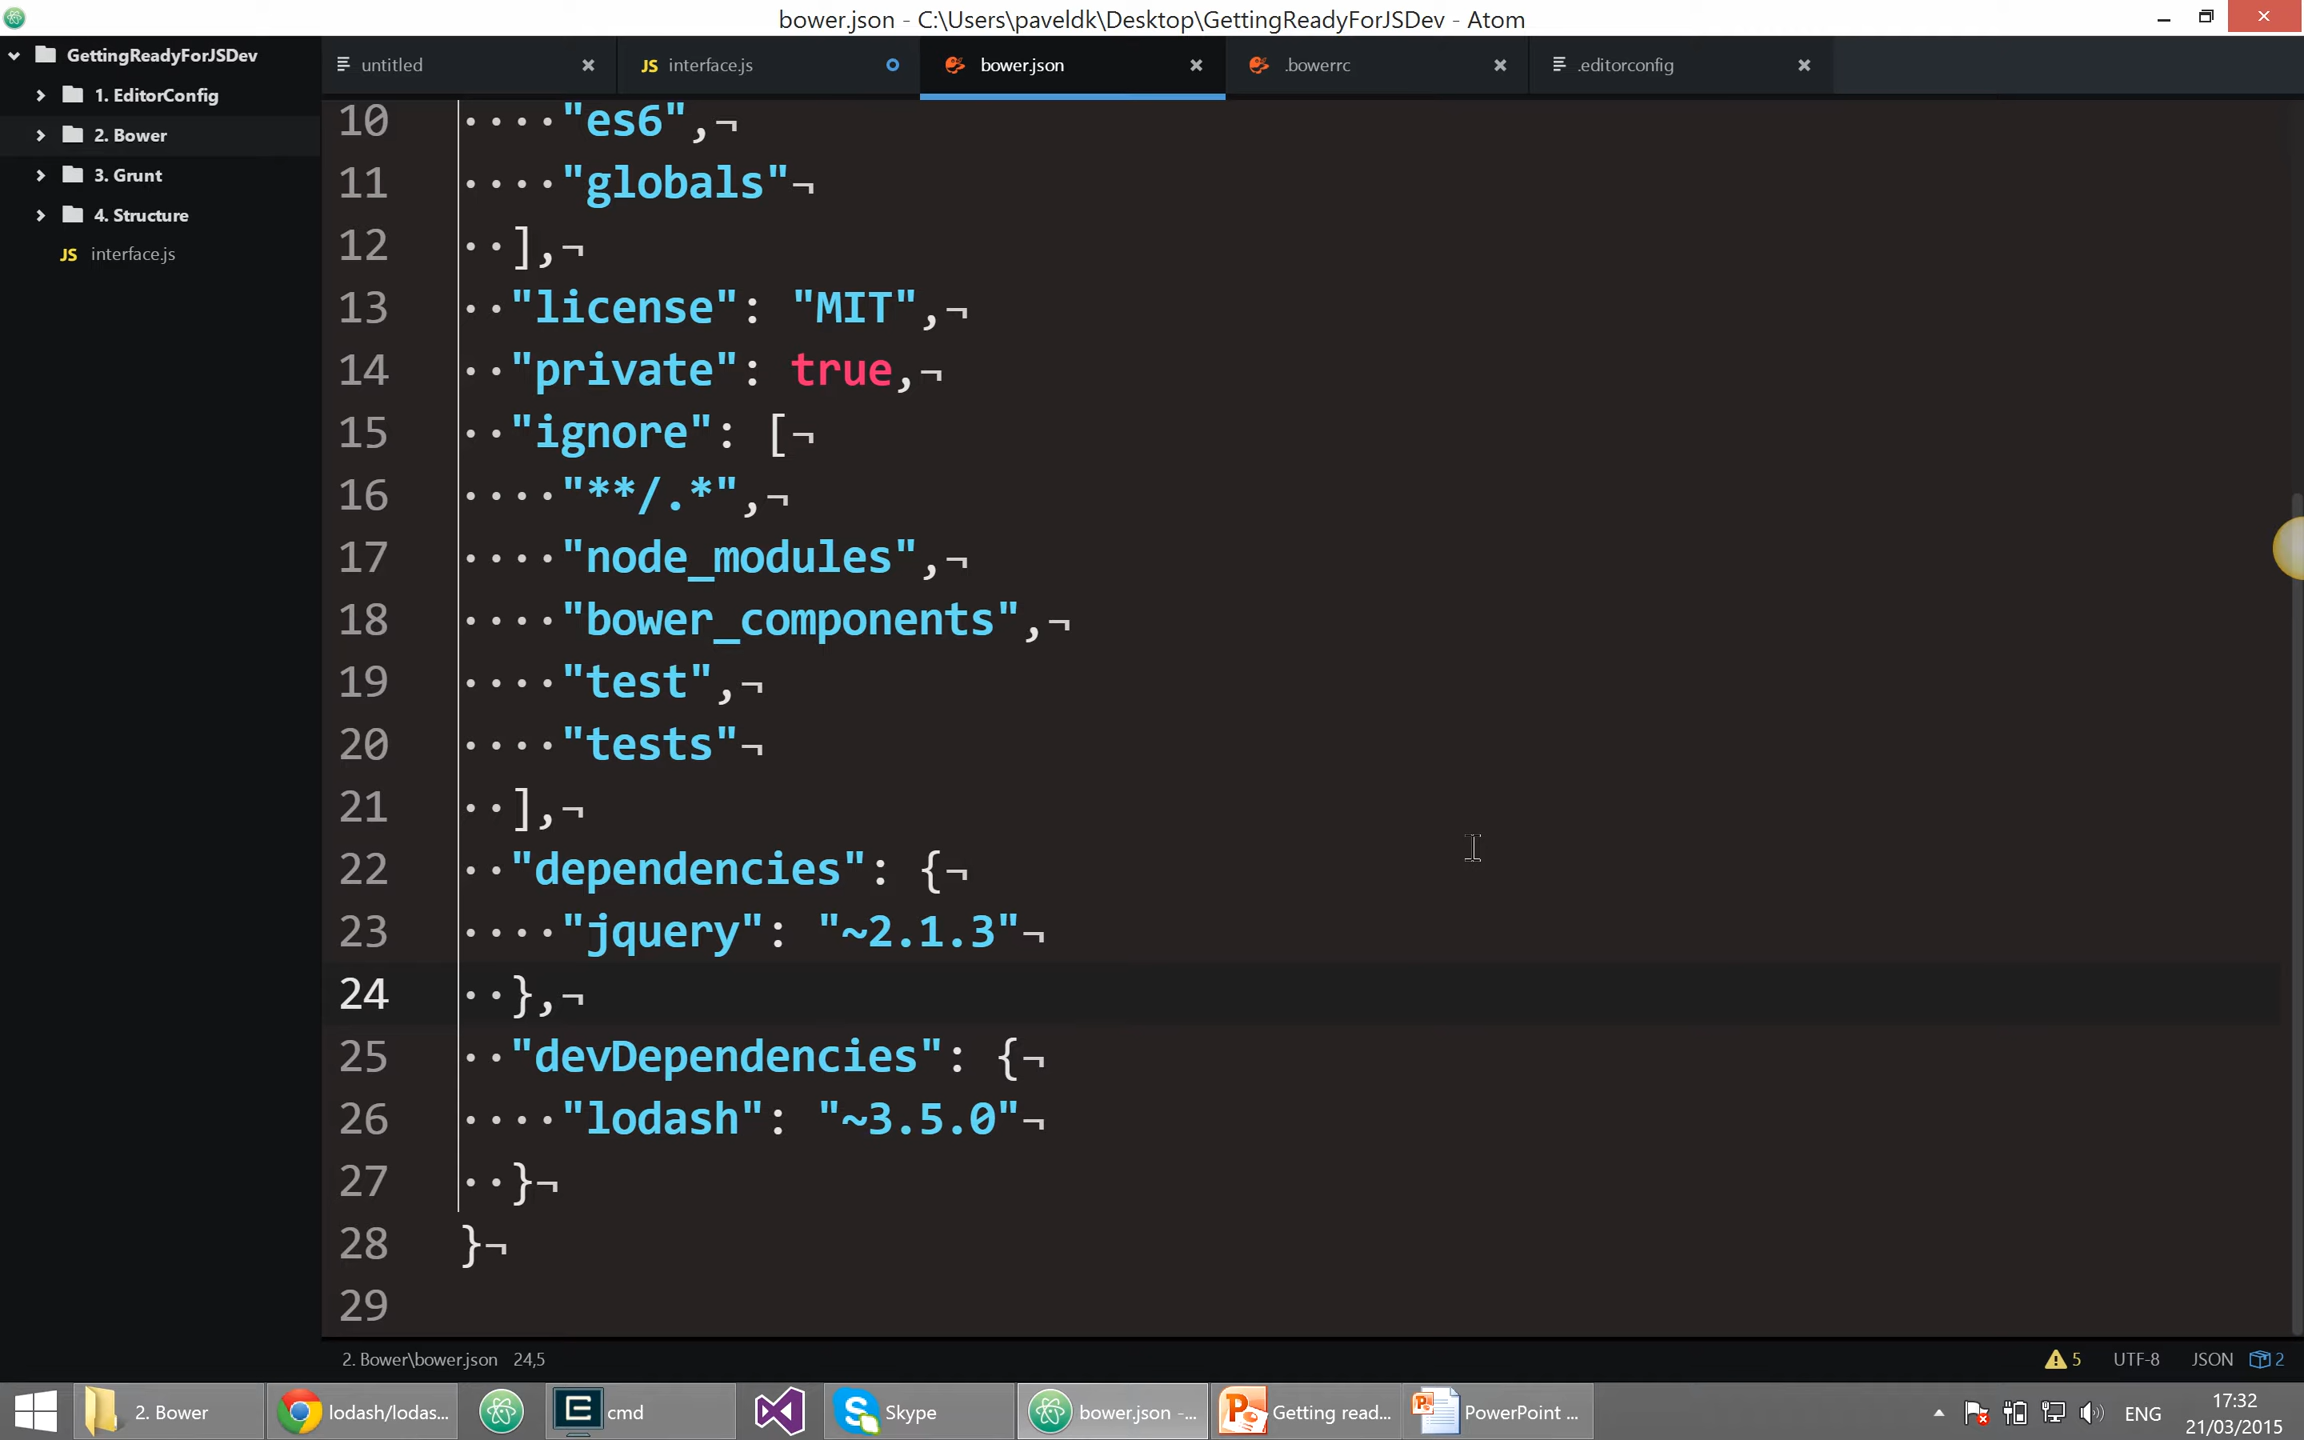 bower.json - C:\Users\paveldk\Desktop\GettingReadyForJSDev - Atom
GettingReadyForJSDev
1. EditorConfig
2. Bower
3. Grunt
4. Structure
JS interface.js
untitled
JS interface.js
bower.json
.bowerrc
.editorconfig
10 ····"es6",¬
11 ····"globals"¬
12 ··],¬
13 ··"license": "MIT",¬
14 ··"private": true,¬
15 ··"ignore": [¬
16 ····"**/.*",¬
17 ····"node_modules",¬
18 ····"bower_components",¬
19 ····"test",¬
20 ····"tests"¬
21 ··],¬
22 ··"dependencies": {¬
23 ····"jquery": "~2.1.3"¬
24 ··},¬
25 ··"devDependencies": {¬
26 ····"lodash": "~3.5.0"¬
27 ··}¬
28 }¬
29
2. Bower\bower.json 24,5
5 UTF-8 JSON 2
2. Bower
lodash/lodas...
cmd
Skype
bower.json -...
Getting read...
PowerPoint ...
ENG
17:32
21/03/2015